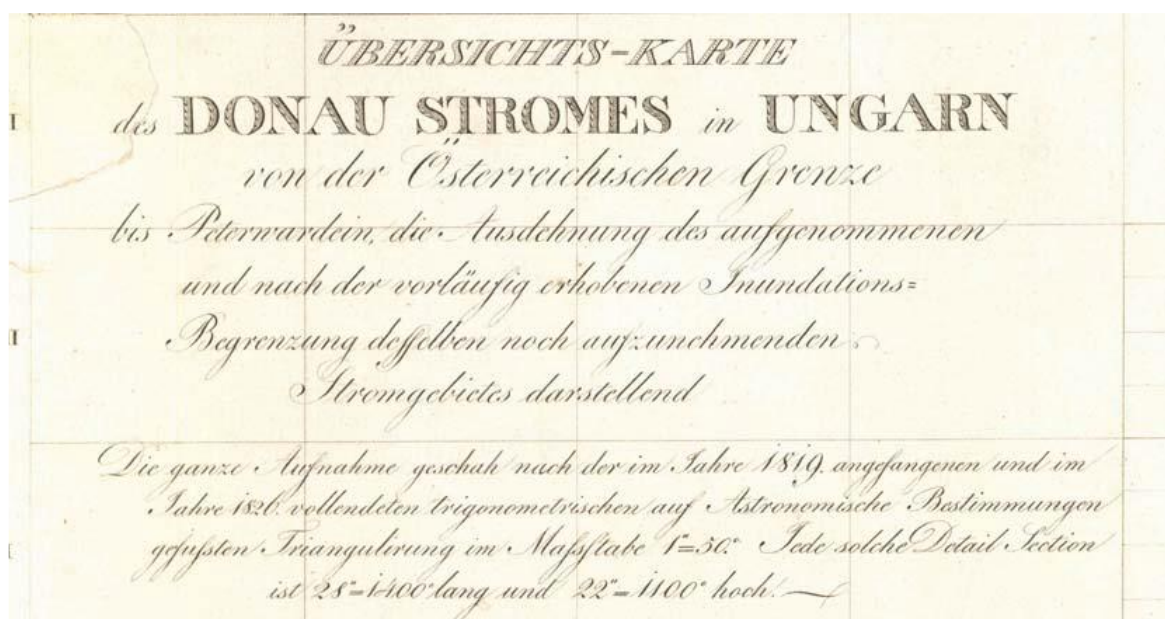 ÜBERSICHTS-KARTE
des DONAU STROMES in UNGARN
von der Österreichischen Grenze
bis Peterwardein, die Ausdehnung des aufgenommenen
und nach der vorläufig erhobenen Inundations=
Begrenzung desselben noch aufzunehmenden
Stromgebietes darstellend
Die ganze Aufnahme geschah nach der im Jahre 1819. angefangenen und im
Jahre 1826. vollendeten trigonometrischen auf Astronomische Bestimmungen
gefußten Triangulirung im Maßstabe 1"=50.° Jede solche Detail Section
ist 28"=1400° lang und 22"=1100° hoch.
I
II
I